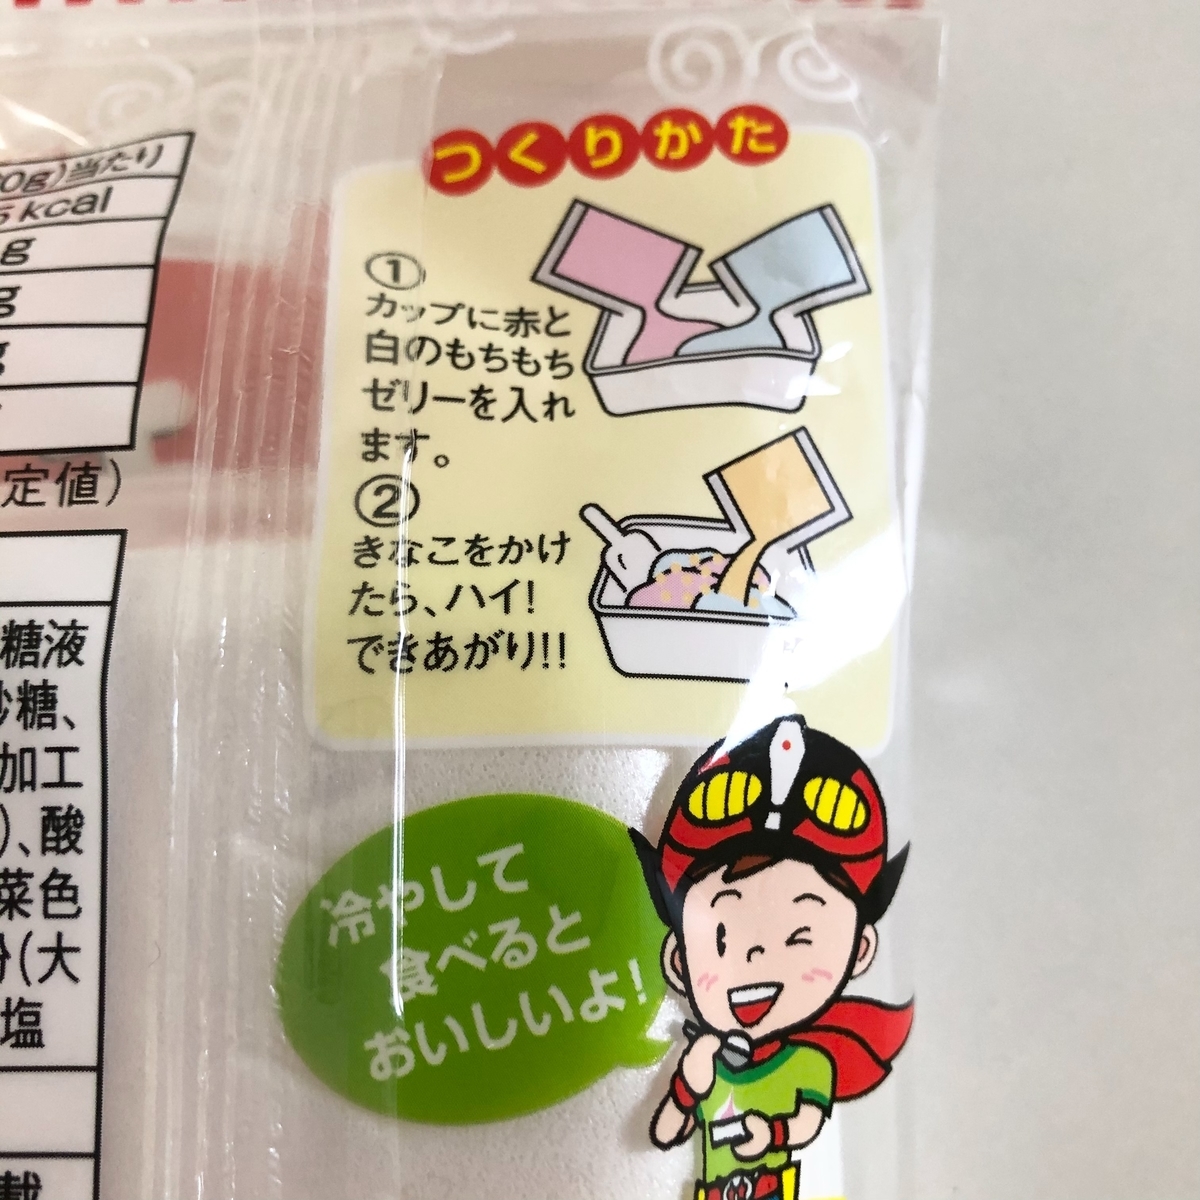 つくりかた
①
カップに赤と
白のもちもち
ゼリーを入れ
ます。
②
きなこをかけ
たら、ハイ!
できあがり!!
冷やして
食べると
おいしいよ!
0g)当たり
kcal
g
g
g
定値)
糖液
砂糖、
加工
)、酸
菜色
分(大
塩
載